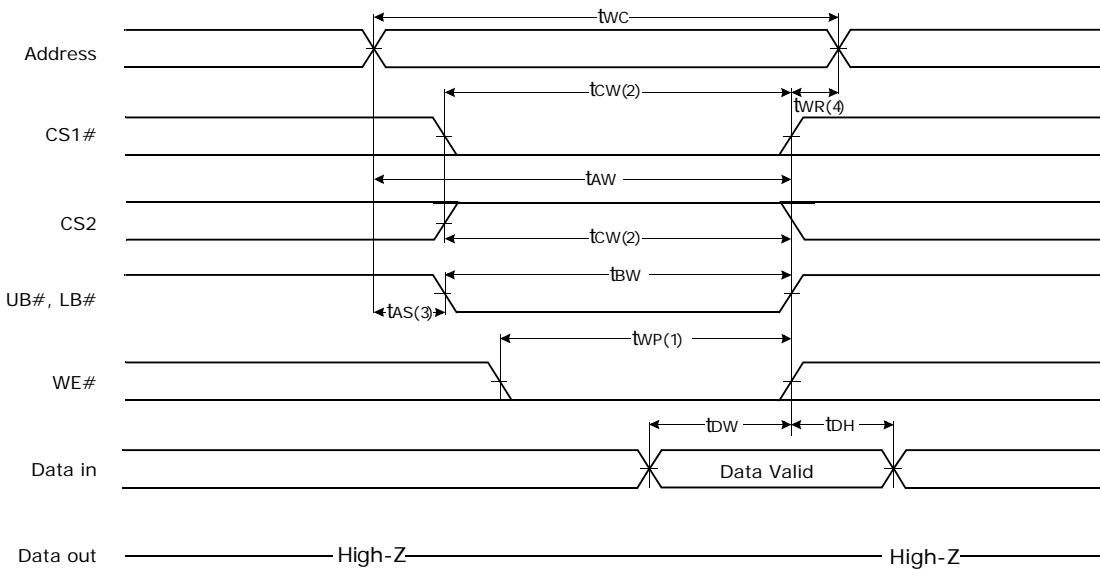 tWC
Address
tCW(2)
tWR(4)
CS1#
tAW
CS2
tCW(2)
tBW
UB#, LB#
tAS(3)
tWP(1)
WE#
tDW
tDH
Data in
Data Valid
Data out
High-Z
High-Z